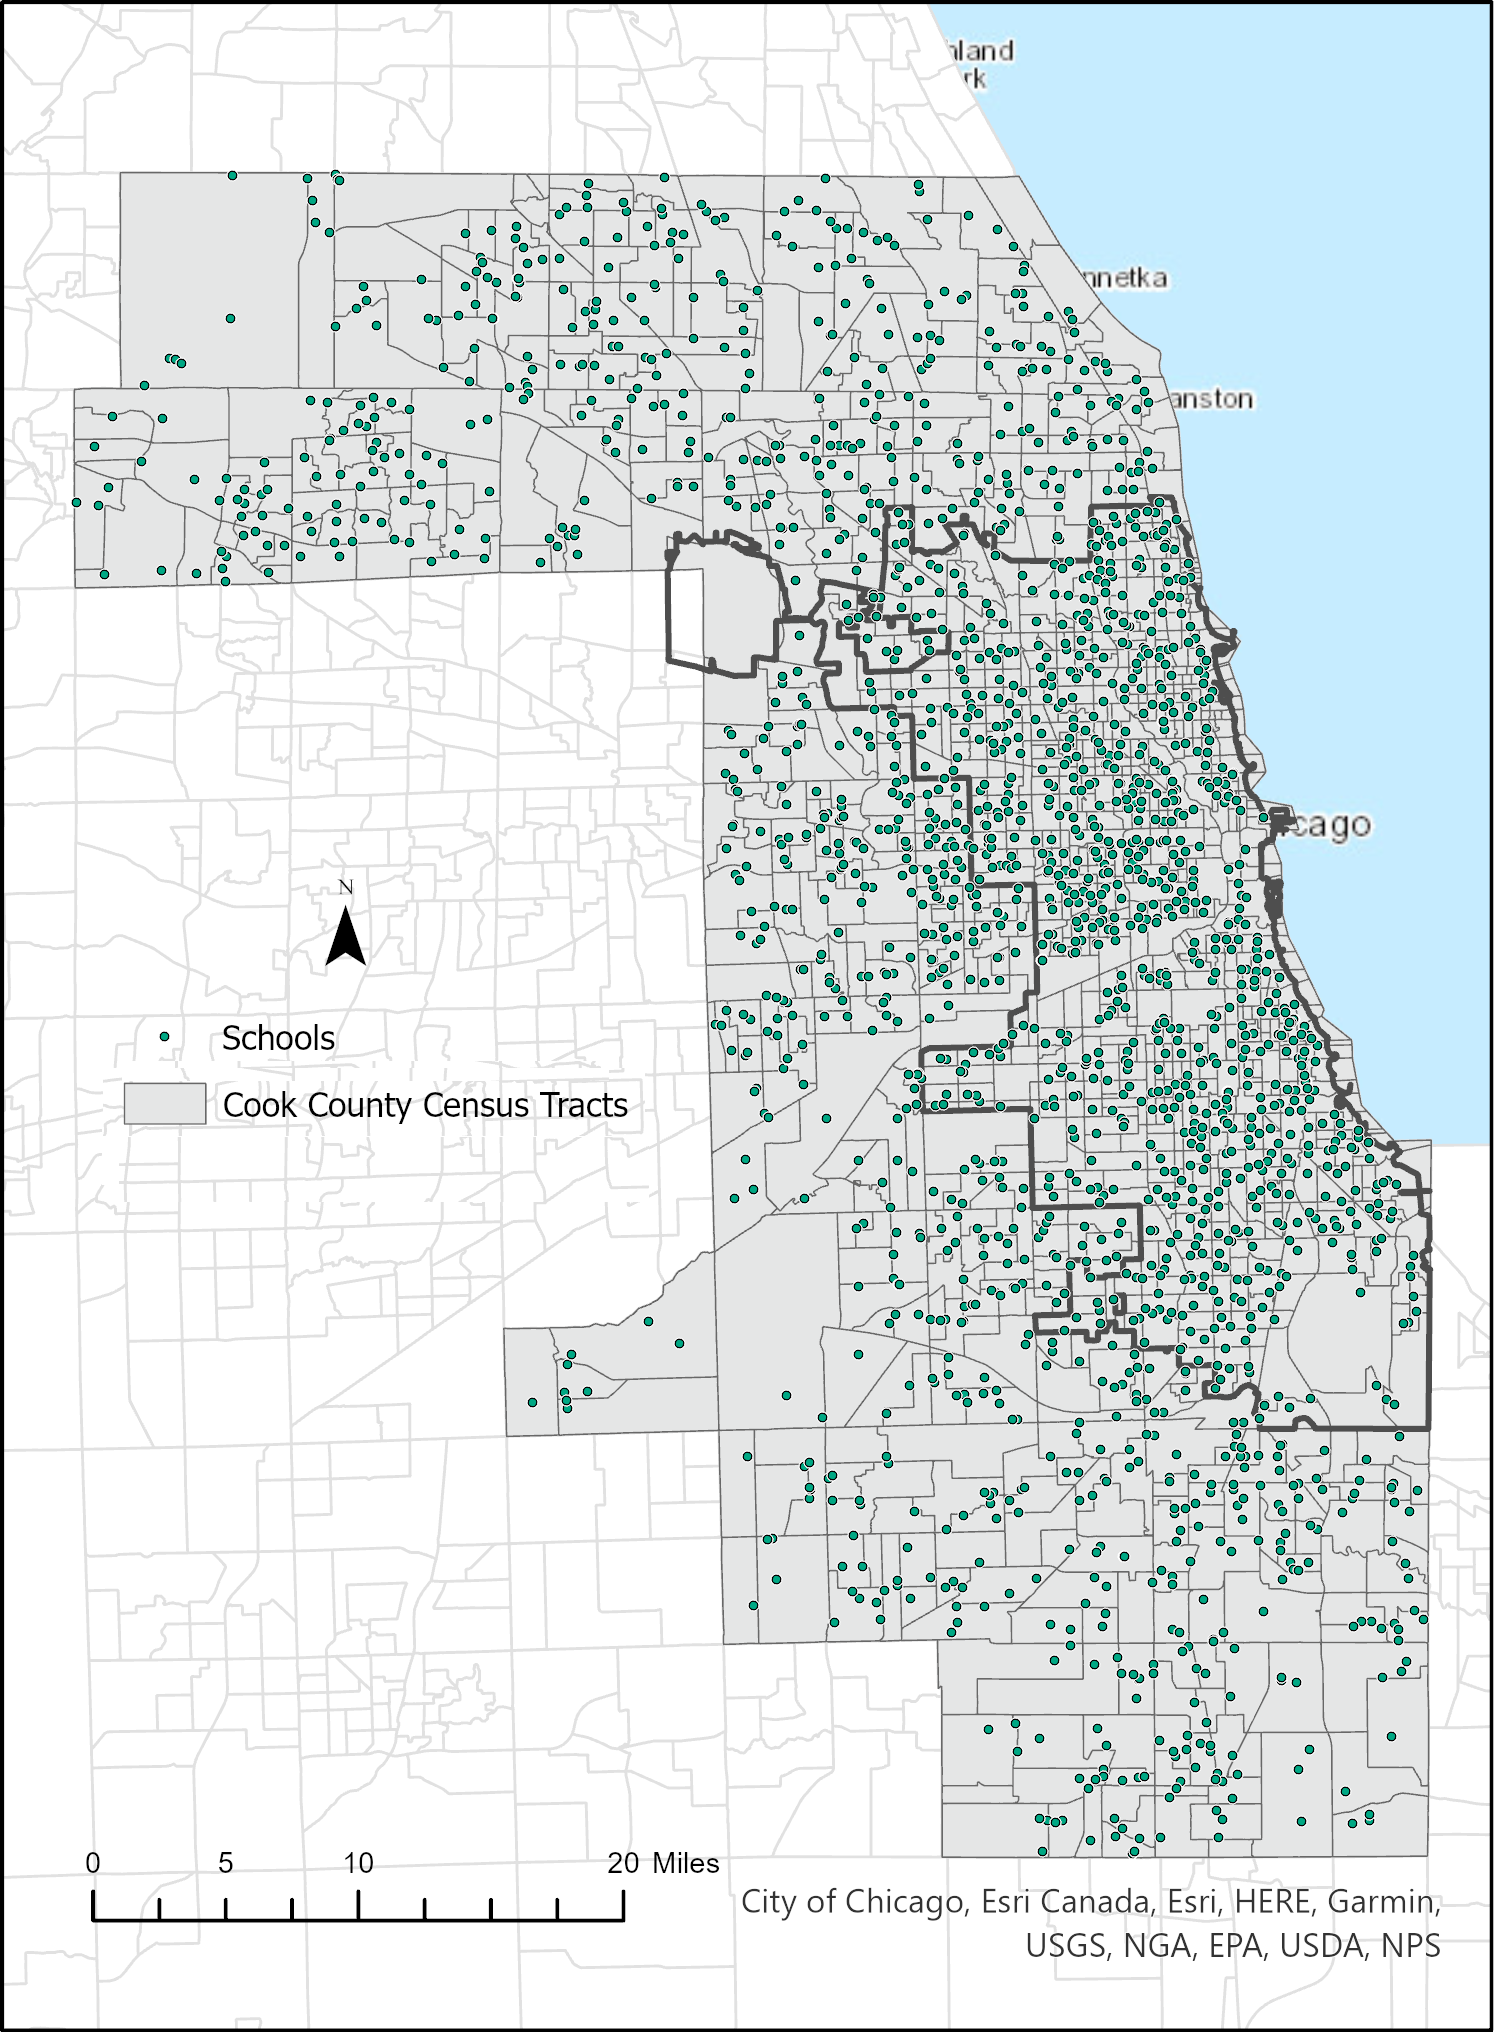 hland
rk
nnetka
anston
cago
N
Schools
Cook County Census Tracts
0 5 10 20 Miles
City of Chicago, Esri Canada, Esri, HERE, Garmin,
USGS, NGA, EPA, USDA, NPS